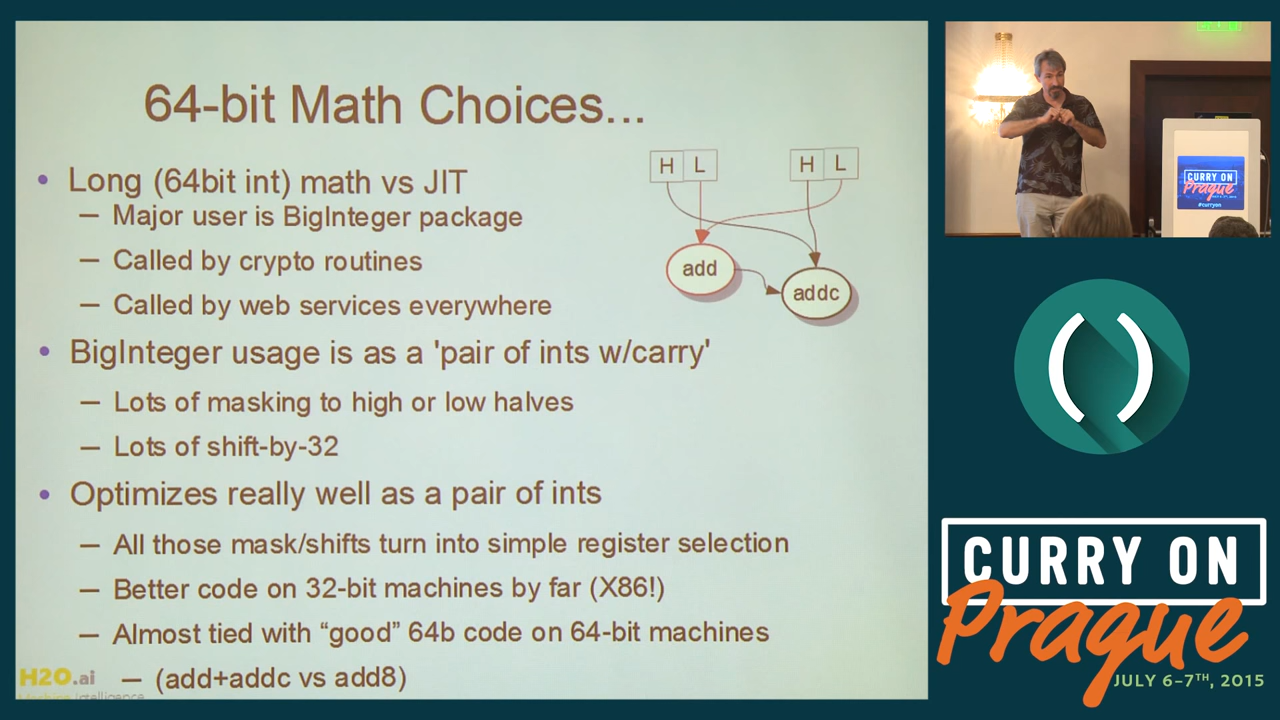 64-bit Math Choices...
• Long (64bit int) math vs JIT
– Major user is BigInteger package
– Called by crypto routines
– Called by web services everywhere
H L
H L
add
addc
• BigInteger usage is as a 'pair of ints w/carry'
– Lots of masking to high or low halves
– Lots of shift-by-32
• Optimizes really well as a pair of ints
– All those mask/shifts turn into simple register selection
– Better code on 32-bit machines by far (X86!)
– Almost tied with “good” 64b code on 64-bit machines
– (add+addc vs add8)
H2O.ai
Machine Intelligence
CURRY ON
Prague
#curryon
( )
CURRY ON
Prague
JULY 6–7TH, 2015